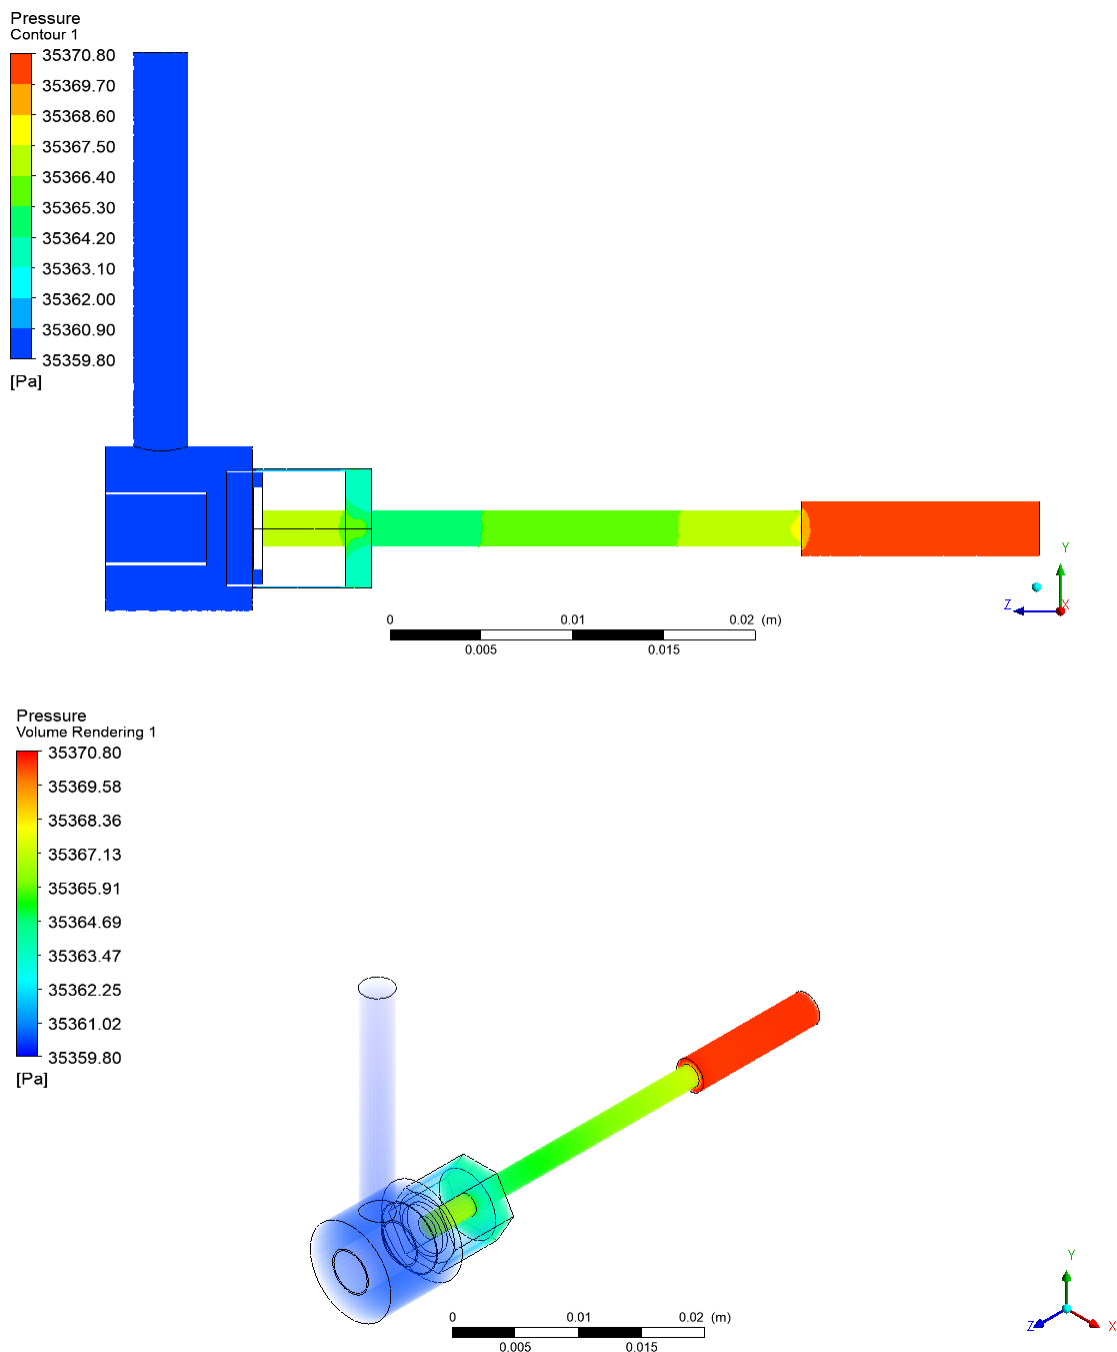 Pressure
Contour 1
35370.80
35369.70
35368.60
35367.50
35366.40
35365.30
35364.20
35363.10
35362.00
35360.90
35359.80
[Pa]
Y
Z
X
0 0.01 0.02 (m)
0.005 0.015
Pressure
Volume Rendering 1
35370.80
35369.58
35368.36
35367.13
35365.91
35364.69
35363.47
35362.25
35361.02
35359.80
[Pa]
Y
Z
X
0 0.01 0.02 (m)
0.005 0.015